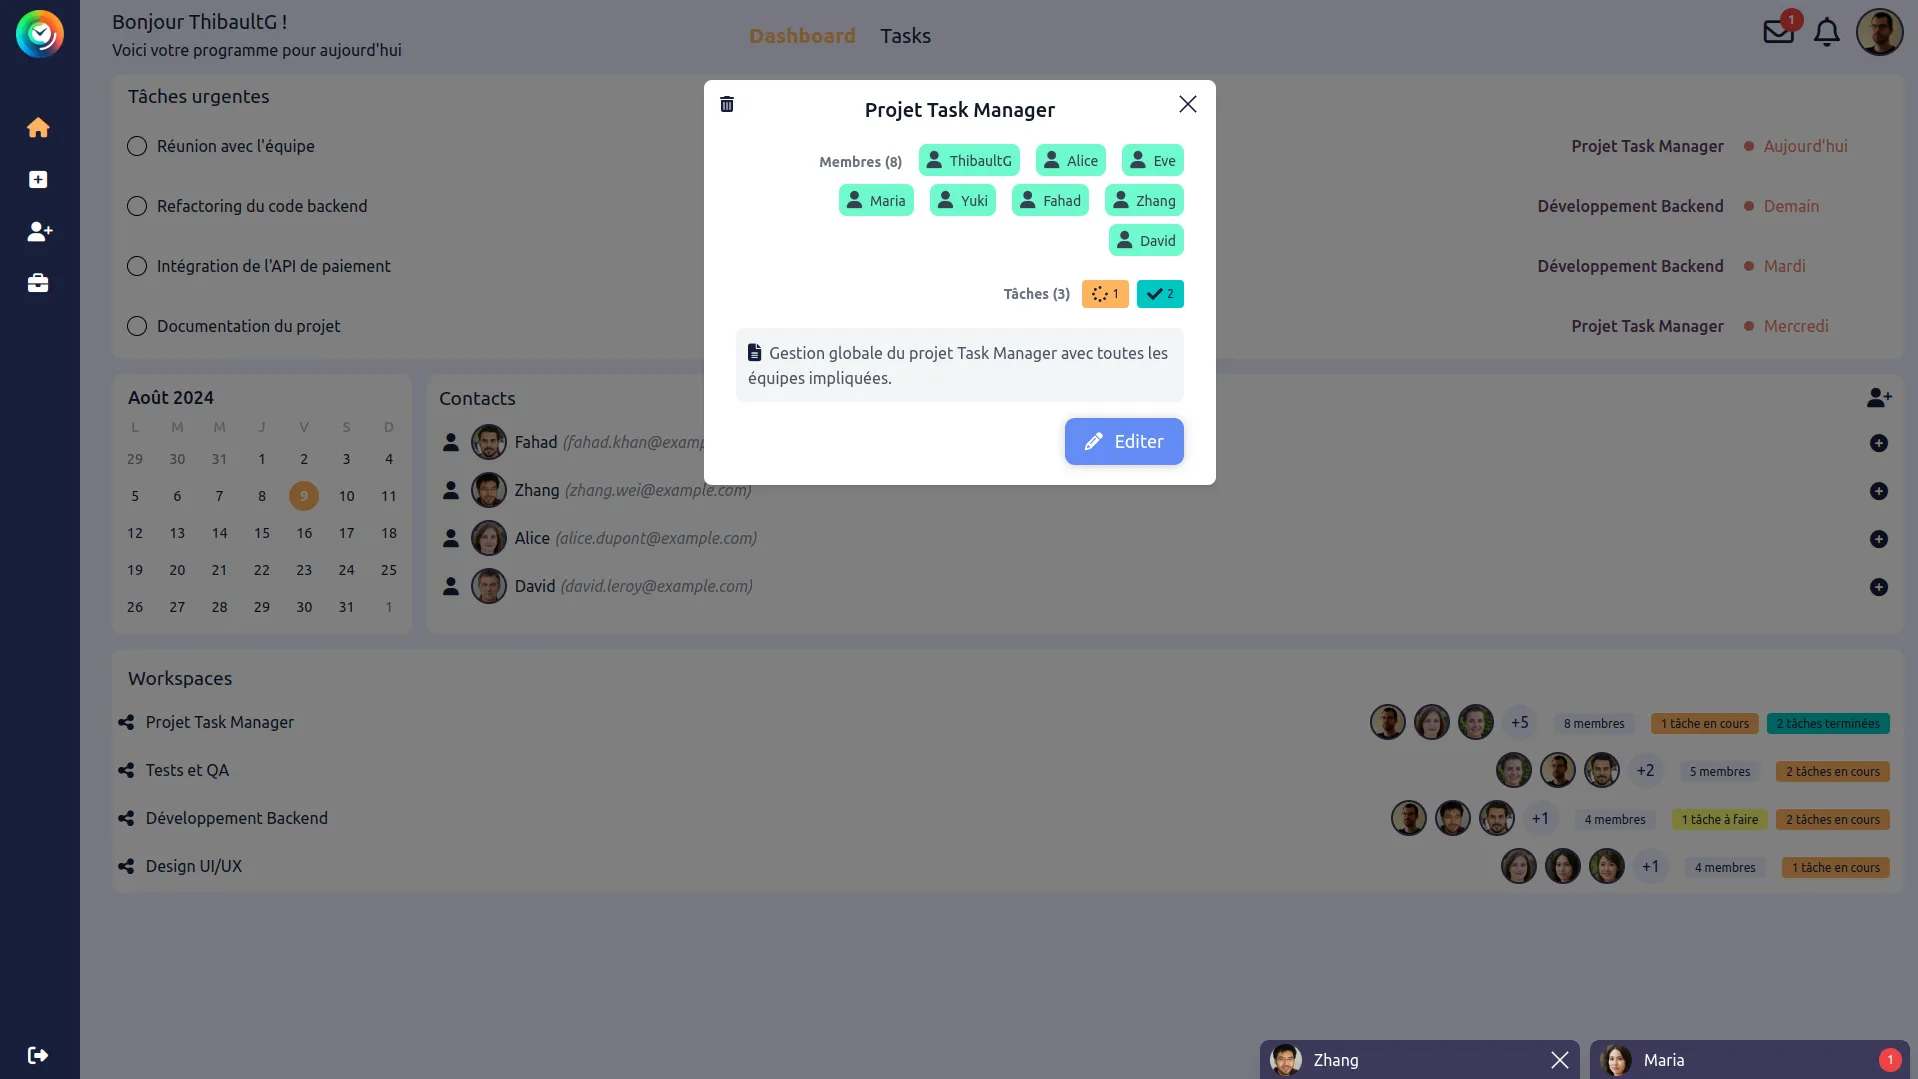 Bonjour ThibaultG !
Voici votre programme pour aujourd'hui
Dashboard Tasks
1
Tâches urgentes
Réunion avec l'équipe Projet Task Manager Aujourd'hui
Refactoring du code backend Développement Backend Demain
Intégration de l'API de paiement Développement Backend Mardi
Documentation du projet Projet Task Manager Mercredi
Projet Task Manager
Membres (8) ThibaultG Alice Eve
Maria Yuki Fahad Zhang
David
Tâches (3) 1 2
Gestion globale du projet Task Manager avec toutes les
équipes impliquées.
Editer
Août 2024
L M M J V S D
29 30 31 1 2 3 4
5 6 7 8 9 10 11
12 13 14 15 16 17 18
19 20 21 22 23 24 25
26 27 28 29 30 31 1
Contacts
Fahad (fahad.khan@examp
Zhang (zhang.wei@example.com)
Alice (alice.dupont@example.com)
David (david.leroy@example.com)
Workspaces
Projet Task Manager +5 8 membres 1 tâche en cours 2 tâches terminées
Tests et QA +2 5 membres 2 tâches en cours
Développement Backend +1 4 membres 1 tâche à faire 2 tâches en cours
Design UI/UX +1 4 membres 1 tâche en cours
Zhang
Maria 1